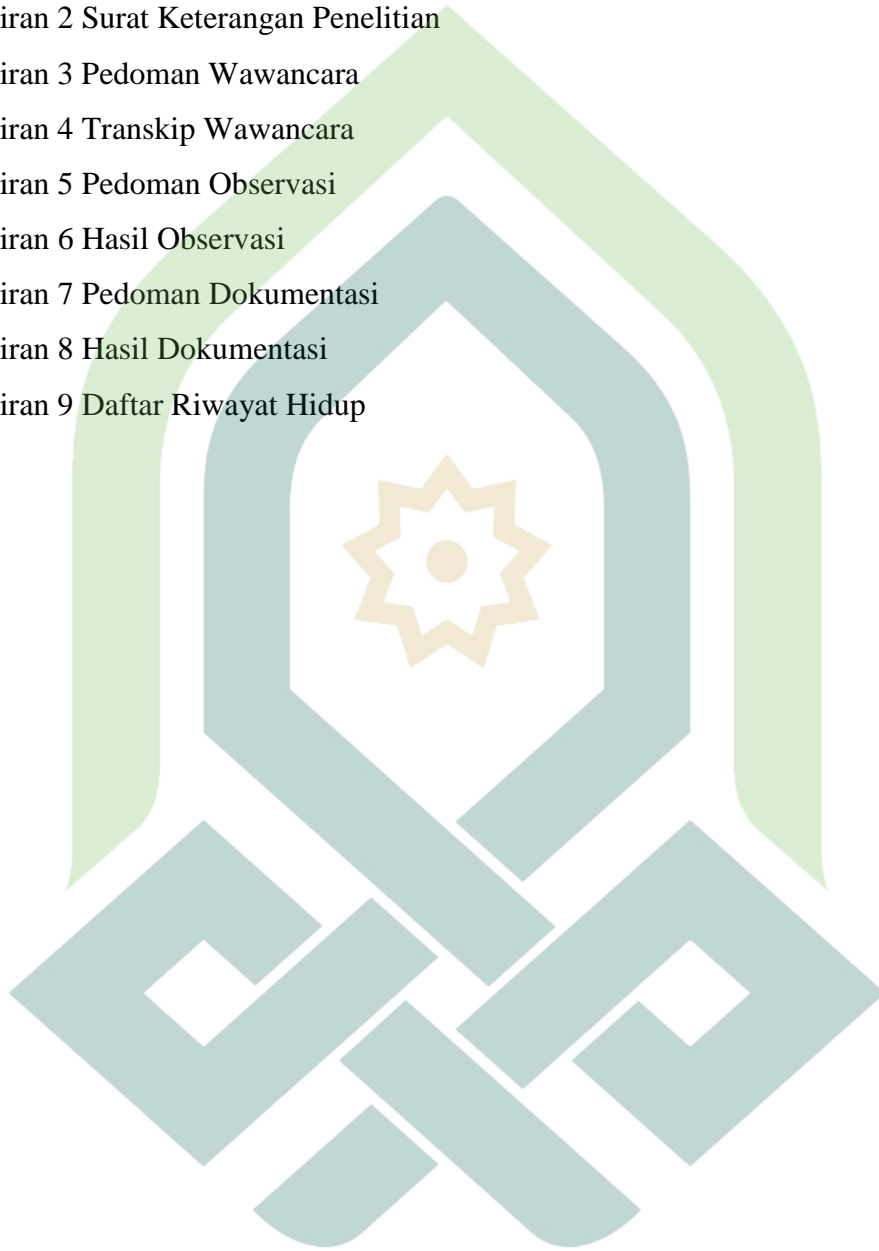 iran 2 Surat Keterangan Penelitian
iran 3 Pedoman Wawancara
iran 4 Transkip Wawancara
iran 5 Pedoman Observasi
iran 6 Hasil Observasi
iran 7 Pedoman Dokumentasi
iran 8 Hasil Dokumentasi
iran 9 Daftar Riwayat Hidup